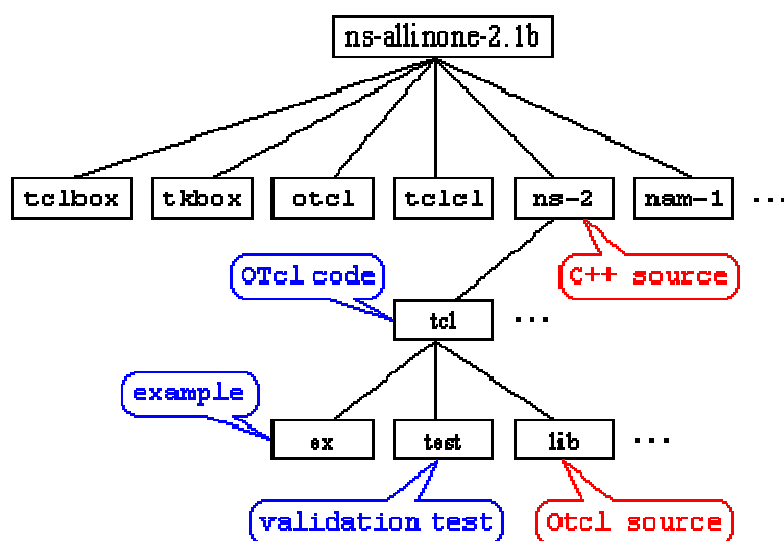 ns-allinone-2.1b
tclbox tkbox otcl tclcl ns-2 nam-1 ...
OTcl code C++ source
tcl ...
example
ex test lib ...
validation test Otcl source